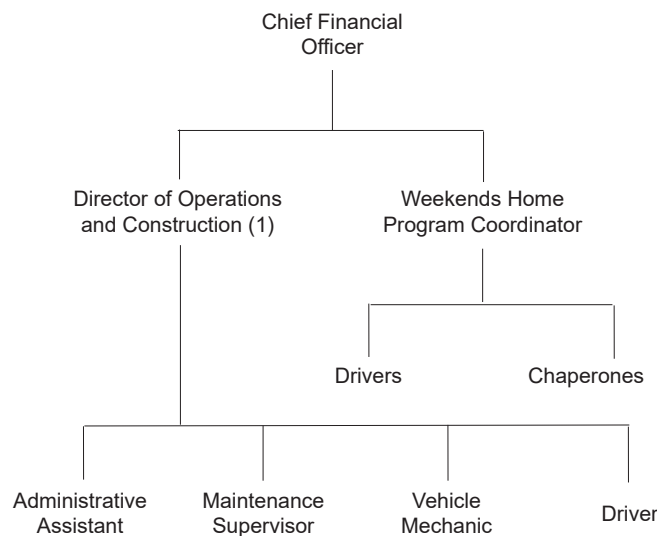 Chief Financial
Officer
Director of Operations
and Construction (1)
Weekends Home
Program Coordinator
Drivers
Chaperones
Administrative
Assistant
Maintenance
Supervisor
Vehicle
Mechanic
Driver